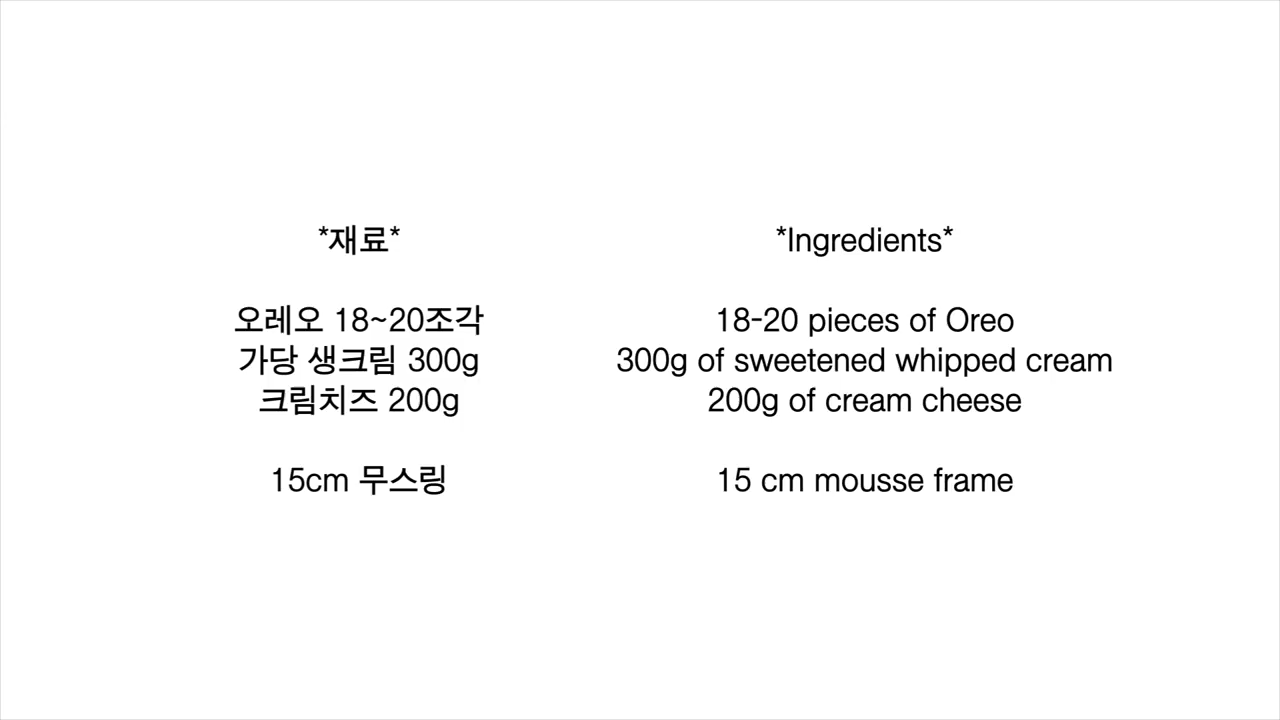 *재료*
오레오 18~20조각
가당 생크림 300g
크림치즈 200g
15cm 무스링
*Ingredients*
18-20 pieces of Oreo
300g of sweetened whipped cream
200g of cream cheese
15 cm mousse frame